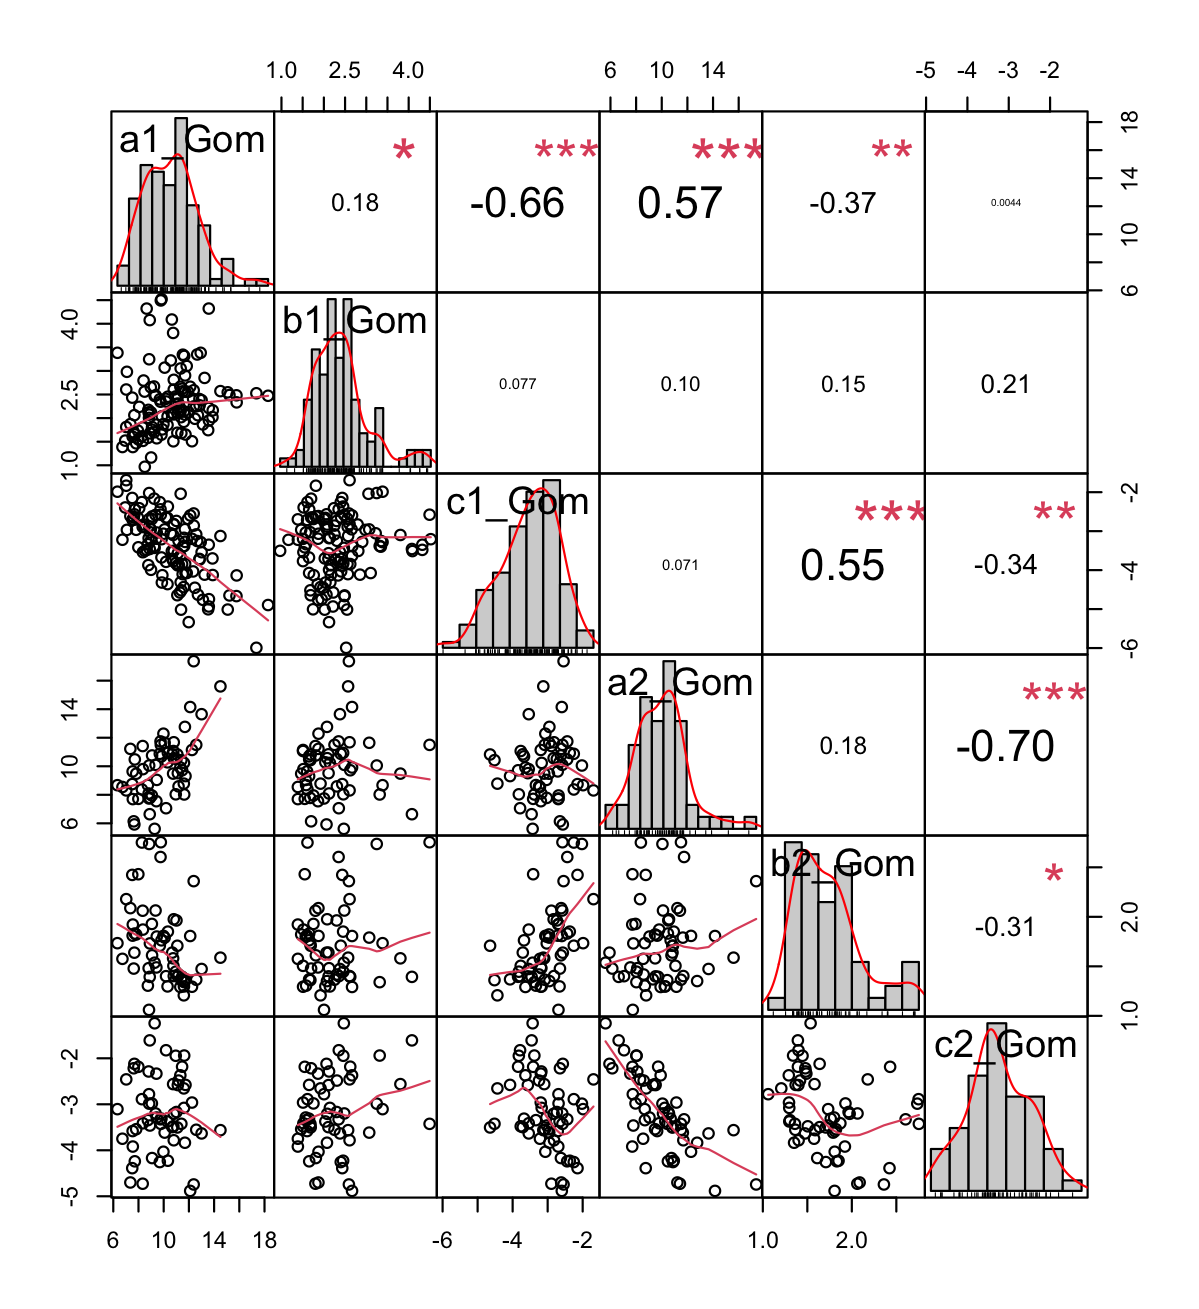 1.0 2.5 4.0 6 10 14 -5 -4 -3 -2
a1_Gom * *** *** ** 18
0.18 -0.66 0.57 -0.37 0.0044 14
10
6
4.0 b1_Gom
2.5 0.077 0.10 0.15 0.21
1.0
c1_Gom *** ** -2
0.071 0.55 -0.34 -4
-6
a2_Gom ***
14
10 0.18 -0.70
6
b2_Gom *
-0.31 2.0
1.0
c2_Gom
-2
-3
-4
-5
6 10 14 18 -6 -4 -2 1.0 2.0